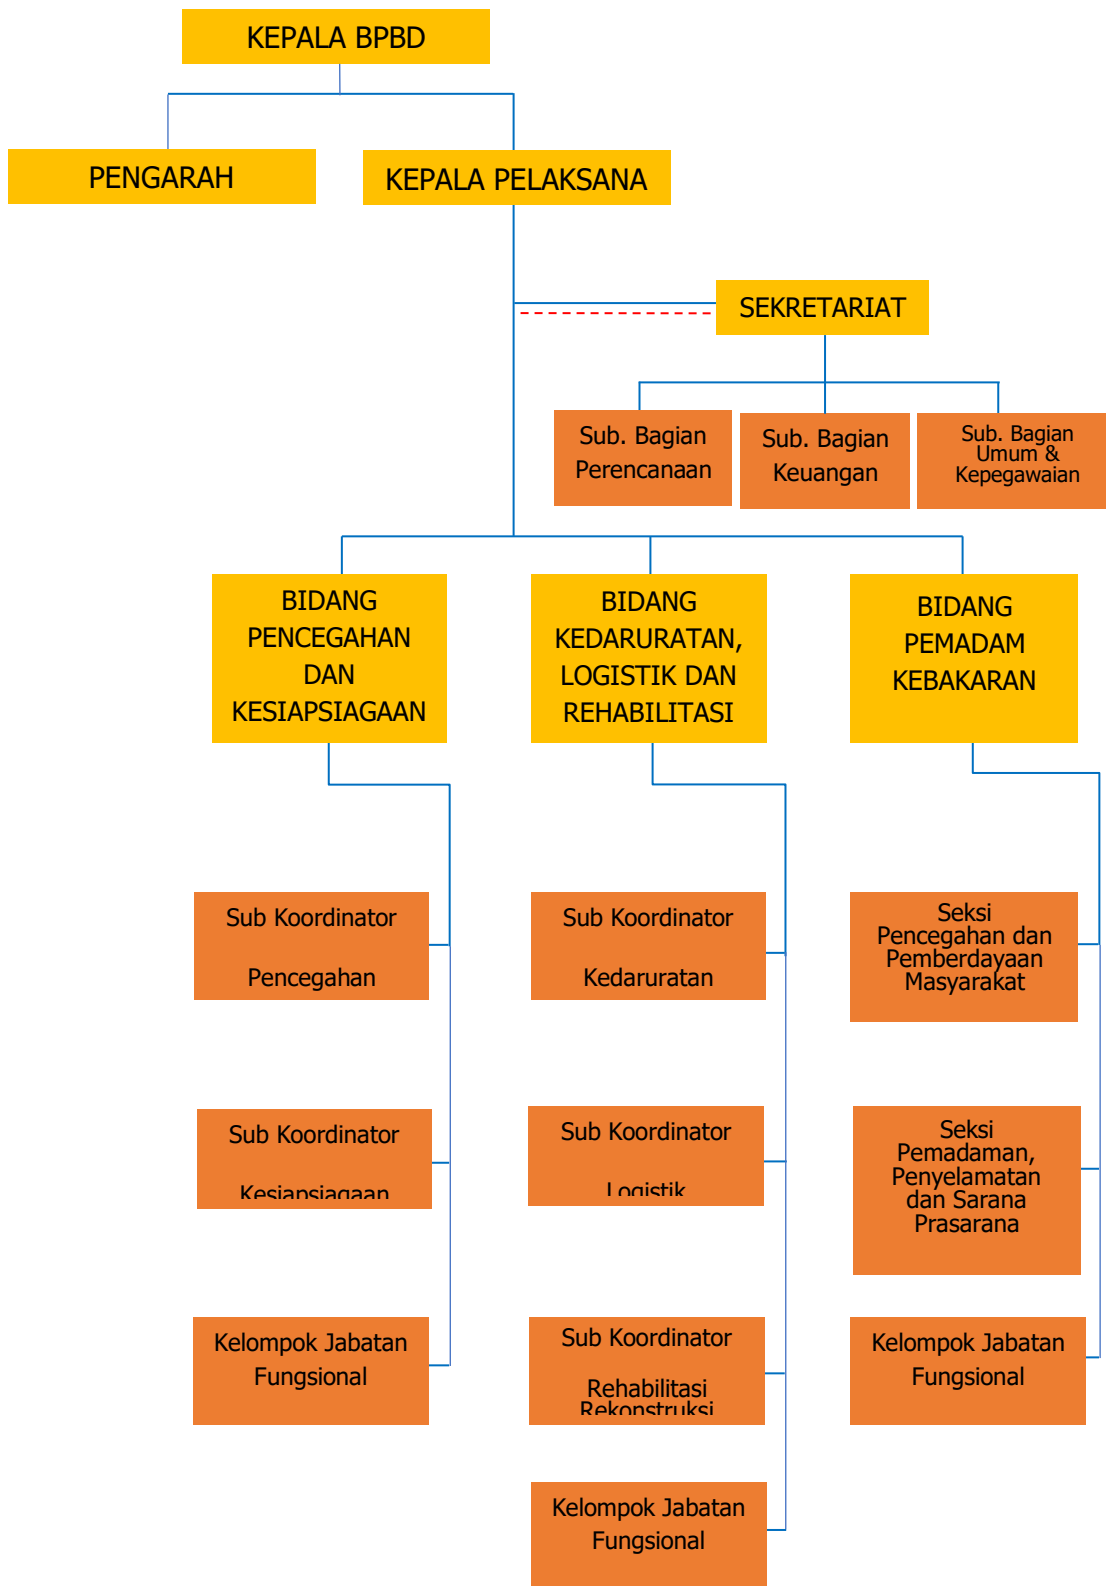 KEPALA BPBD
PENGARAH
KEPALA PELAKSANA
SEKRETARIAT
Sub. Bagian
Perencanaan
Sub. Bagian
Keuangan
Sub. Bagian
Umum &
Kepegawaian
BIDANG
PENCEGAHAN
DAN
KESIAPSIAGAAN
BIDANG
KEDARURATAN,
LOGISTIK DAN
REHABILITASI
BIDANG
PEMADAM
KEBAKARAN
Sub Koordinator
Pencegahan
Sub Koordinator
Kedaruratan
Seksi
Pencegahan dan
Pemberdayaan
Masyarakat
Sub Koordinator
Kesiapsiagaan
Sub Koordinator
Logistik
Seksi
Pemadaman,
Penyelamatan
dan Sarana
Prasarana
Kelompok Jabatan
Fungsional
Sub Koordinator
Rehabilitasi
Rekonstruksi
Kelompok Jabatan
Fungsional
Kelompok Jabatan
Fungsional